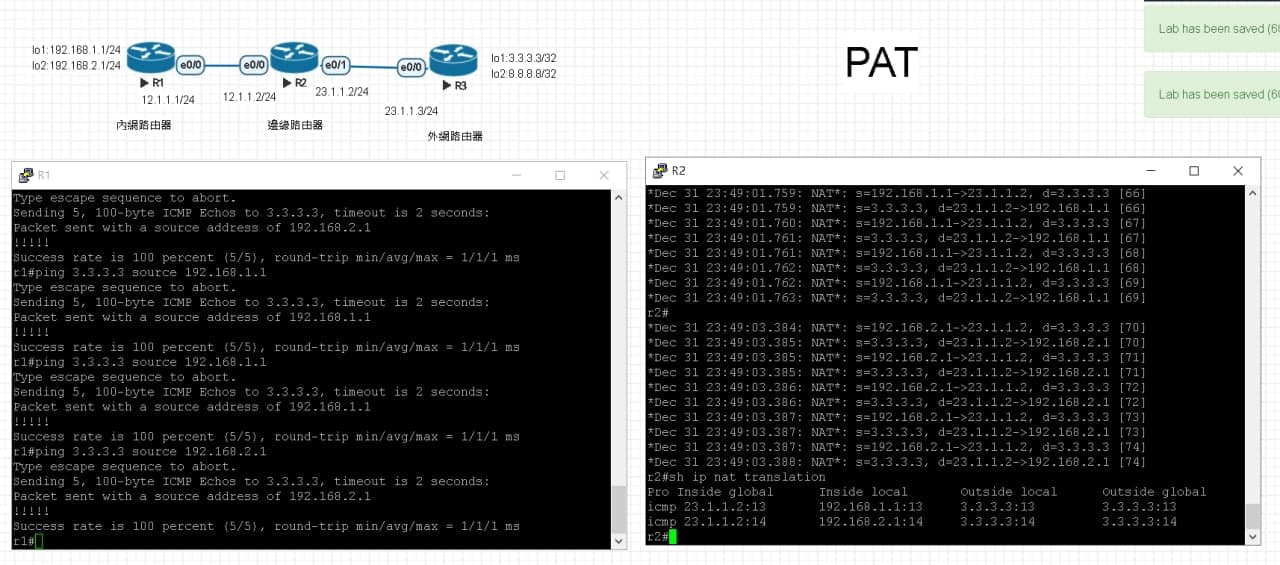 Lab has been saved (60
Lab has been saved (60
PAT
lo1:192.168.1.1/24
lo2:192.168.2.1/24
e0/0
e0/0
e0/1
e0/0
lo1:3.3.3.3/32
lo2:8.8.8.8/32
R1
R2
R3
12.1.1.1/24
12.1.1.2/24
23.1.1.2/24
23.1.1.3/24
內網路由器
邊緣路由器
外網路由器
R1
Type escape sequence to abort.
Sending 5, 100-byte ICMP Echos to 3.3.3.3, timeout is 2 seconds:
Packet sent with a source address of 192.168.2.1
!!!!!
Success rate is 100 percent (5/5), round-trip min/avg/max = 1/1/1 ms
r1#ping 3.3.3.3 source 192.168.1.1
Type escape sequence to abort.
Sending 5, 100-byte ICMP Echos to 3.3.3.3, timeout is 2 seconds:
Packet sent with a source address of 192.168.1.1
!!!!!
Success rate is 100 percent (5/5), round-trip min/avg/max = 1/1/1 ms
r1#ping 3.3.3.3 source 192.168.1.1
Type escape sequence to abort.
Sending 5, 100-byte ICMP Echos to 3.3.3.3, timeout is 2 seconds:
Packet sent with a source address of 192.168.1.1
!!!!!
Success rate is 100 percent (5/5), round-trip min/avg/max = 1/1/1 ms
r1#ping 3.3.3.3 source 192.168.2.1
Type escape sequence to abort.
Sending 5, 100-byte ICMP Echos to 3.3.3.3, timeout is 2 seconds:
Packet sent with a source address of 192.168.2.1
!!!!!
Success rate is 100 percent (5/5), round-trip min/avg/max = 1/1/1 ms
r1#
R2
*Dec 31 23:49:01.759: NAT*: s=192.168.1.1->23.1.1.2, d=3.3.3.3 [66]
*Dec 31 23:49:01.759: NAT*: s=3.3.3.3, d=23.1.1.2->192.168.1.1 [66]
*Dec 31 23:49:01.760: NAT*: s=192.168.1.1->23.1.1.2, d=3.3.3.3 [67]
*Dec 31 23:49:01.761: NAT*: s=3.3.3.3, d=23.1.1.2->192.168.1.1 [67]
*Dec 31 23:49:01.761: NAT*: s=192.168.1.1->23.1.1.2, d=3.3.3.3 [68]
*Dec 31 23:49:01.762: NAT*: s=3.3.3.3, d=23.1.1.2->192.168.1.1 [68]
*Dec 31 23:49:01.762: NAT*: s=192.168.1.1->23.1.1.2, d=3.3.3.3 [69]
*Dec 31 23:49:01.763: NAT*: s=3.3.3.3, d=23.1.1.2->192.168.1.1 [69]
r2#
*Dec 31 23:49:03.384: NAT*: s=192.168.2.1->23.1.1.2, d=3.3.3.3 [70]
*Dec 31 23:49:03.385: NAT*: s=3.3.3.3, d=23.1.1.2->192.168.2.1 [70]
*Dec 31 23:49:03.385: NAT*: s=192.168.2.1->23.1.1.2, d=3.3.3.3 [71]
*Dec 31 23:49:03.385: NAT*: s=3.3.3.3, d=23.1.1.2->192.168.2.1 [71]
*Dec 31 23:49:03.386: NAT*: s=192.168.2.1->23.1.1.2, d=3.3.3.3 [72]
*Dec 31 23:49:03.386: NAT*: s=3.3.3.3, d=23.1.1.2->192.168.2.1 [72]
*Dec 31 23:49:03.387: NAT*: s=192.168.2.1->23.1.1.2, d=3.3.3.3 [73]
*Dec 31 23:49:03.387: NAT*: s=3.3.3.3, d=23.1.1.2->192.168.2.1 [73]
*Dec 31 23:49:03.387: NAT*: s=192.168.2.1->23.1.1.2, d=3.3.3.3 [74]
*Dec 31 23:49:03.388: NAT*: s=3.3.3.3, d=23.1.1.2->192.168.2.1 [74]
r2#sh ip nat translation
Pro Inside global Inside local Outside local Outside global
icmp 23.1.1.2:13 192.168.1.1:13 3.3.3.3:13 3.3.3.3:13
icmp 23.1.1.2:14 192.168.2.1:14 3.3.3.3:14 3.3.3.3:14
r2#